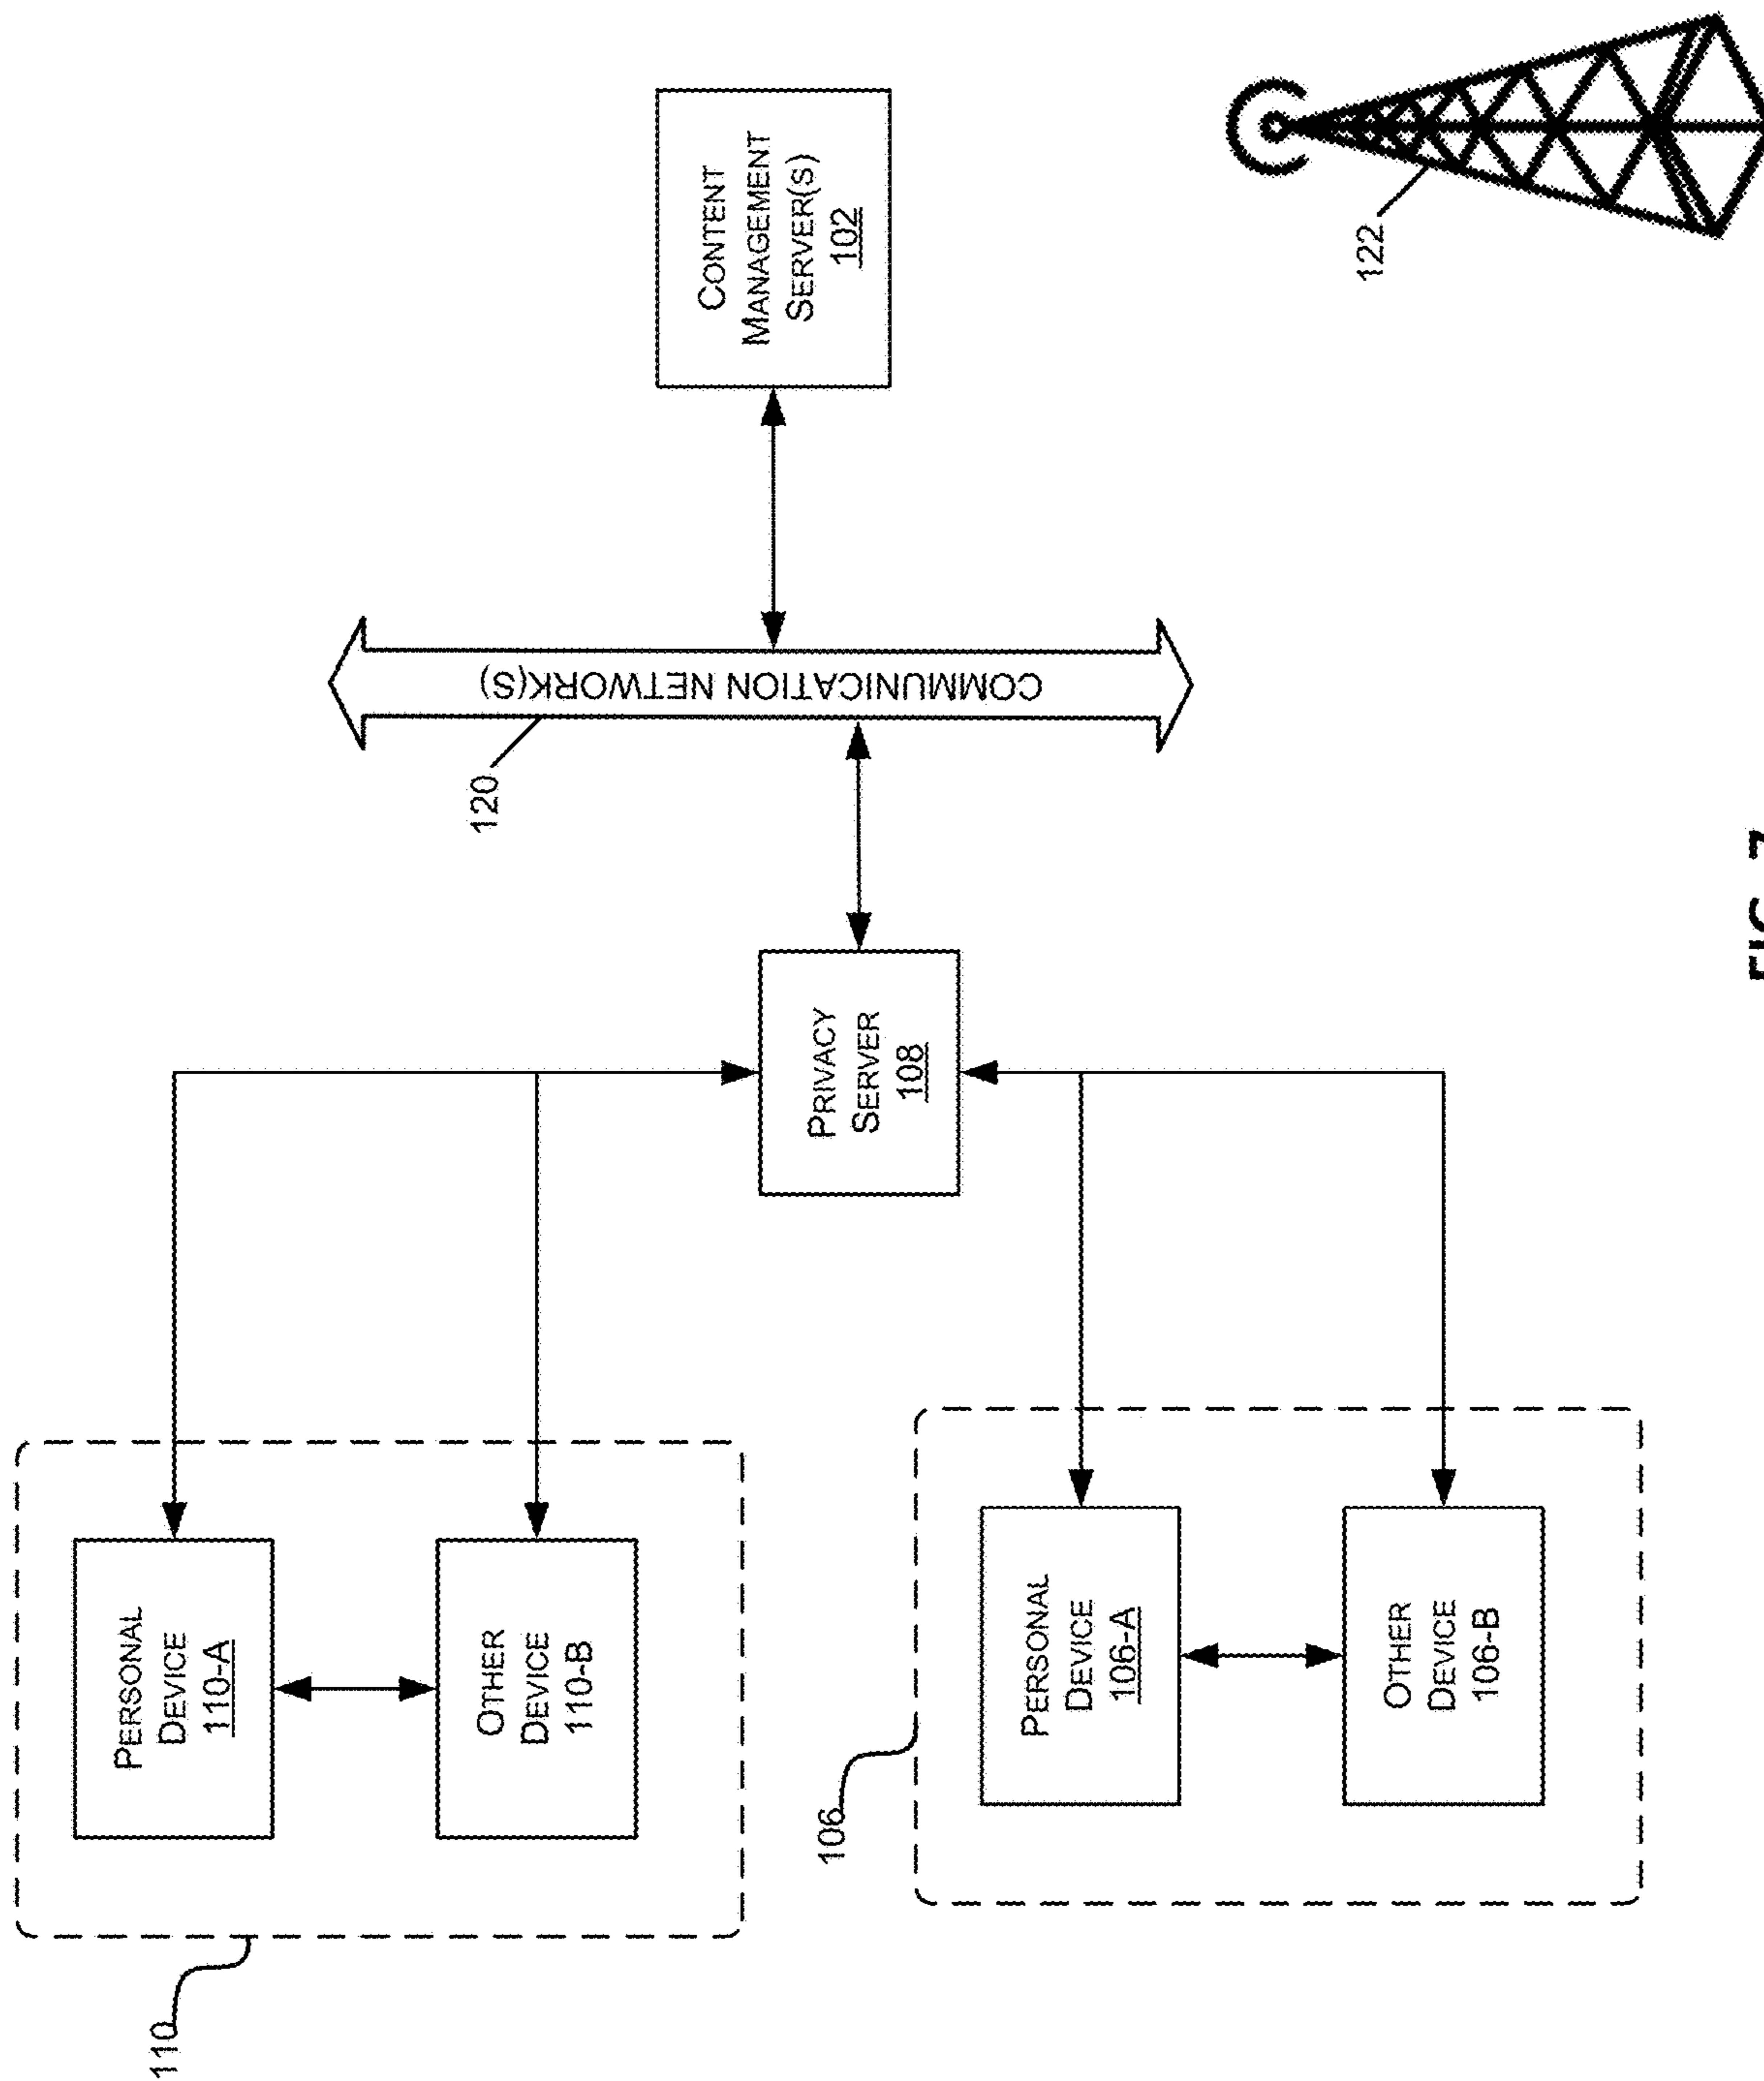 110
PERSONAL
DEVICE
110-A
OTHER
DEVICE
110-B
106
PERSONAL
DEVICE
106-A
OTHER
DEVICE
106-B
PRIVACY
SERVER
108
120
COMMUNICATION NETWORK(S)
CONTENT
MANAGEMENT
SERVER(S)
102
122